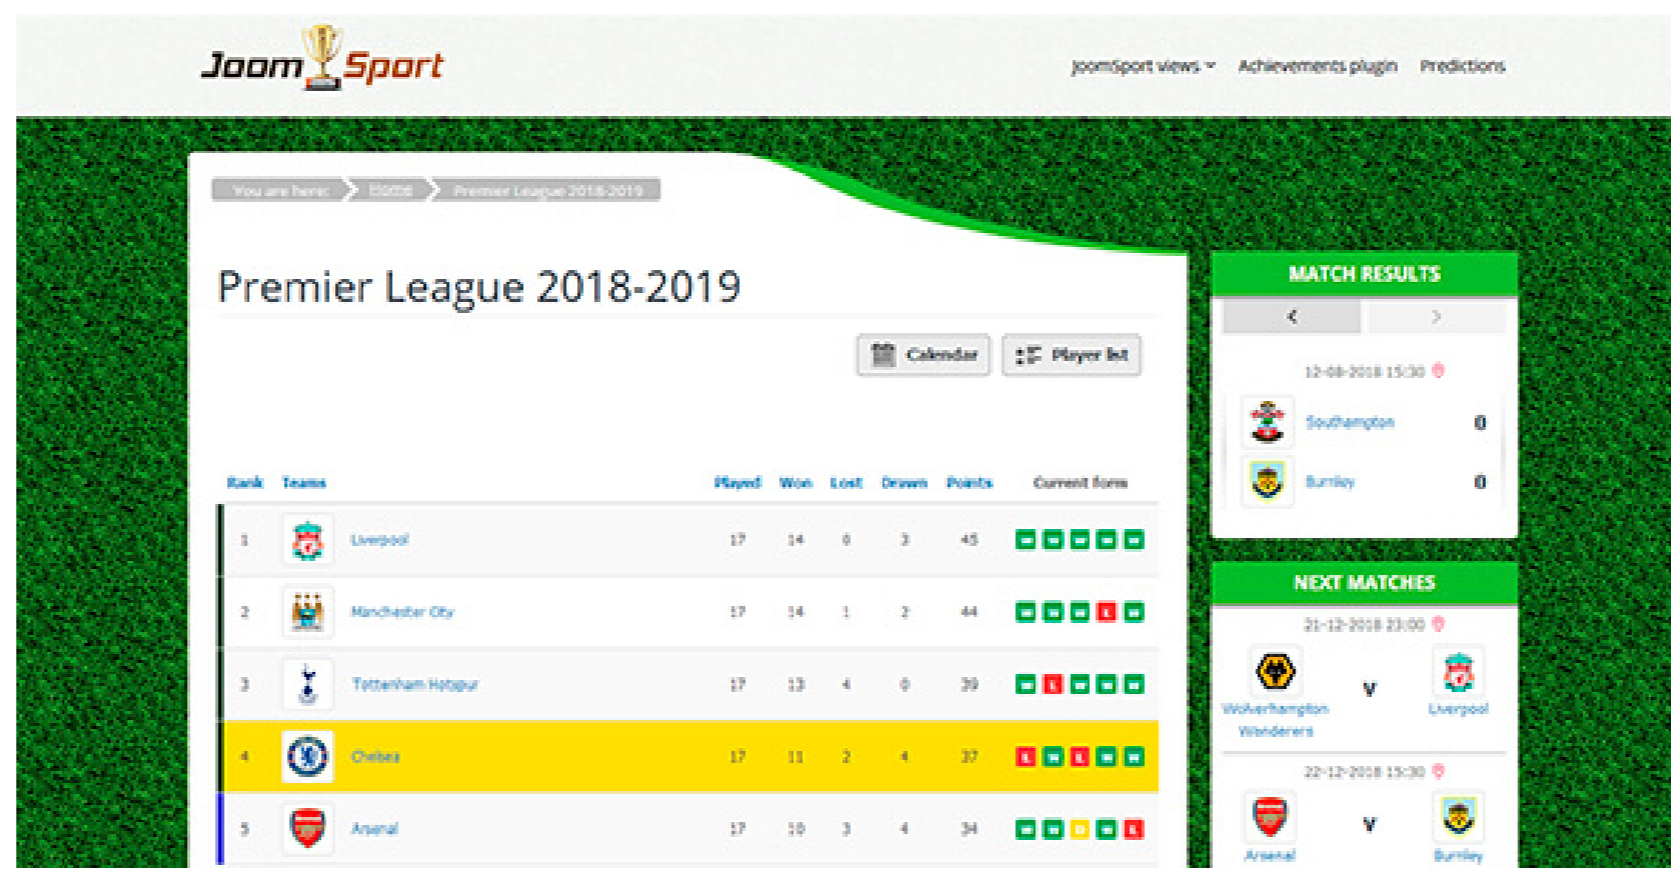 Joom Sport
JoomSport views Achievements plugin Predictions
You are here: Home Premier League 2018-2019
Premier League 2018-2019
Calendar Player list
Rank Teams Played Won Lost Drawn Points Current form
1 Liverpool 17 14 0 3 45 W W W W W
2 Manchester City 17 14 1 2 44 W W W L W
3 Tottenham Hotspur 17 13 4 0 39 W L W W W
4 Chelsea 17 11 2 4 37 L W L W W
5 Arsenal 17 10 3 4 34 W W D W L
MATCH RESULTS
< >
12-08-2018 15:30
Southampton 0
Burnley 0
NEXT MATCHES
21-12-2018 23:00
Wolverhampton Wanderers v Liverpool
22-12-2018 15:30
Arsenal v Burnley